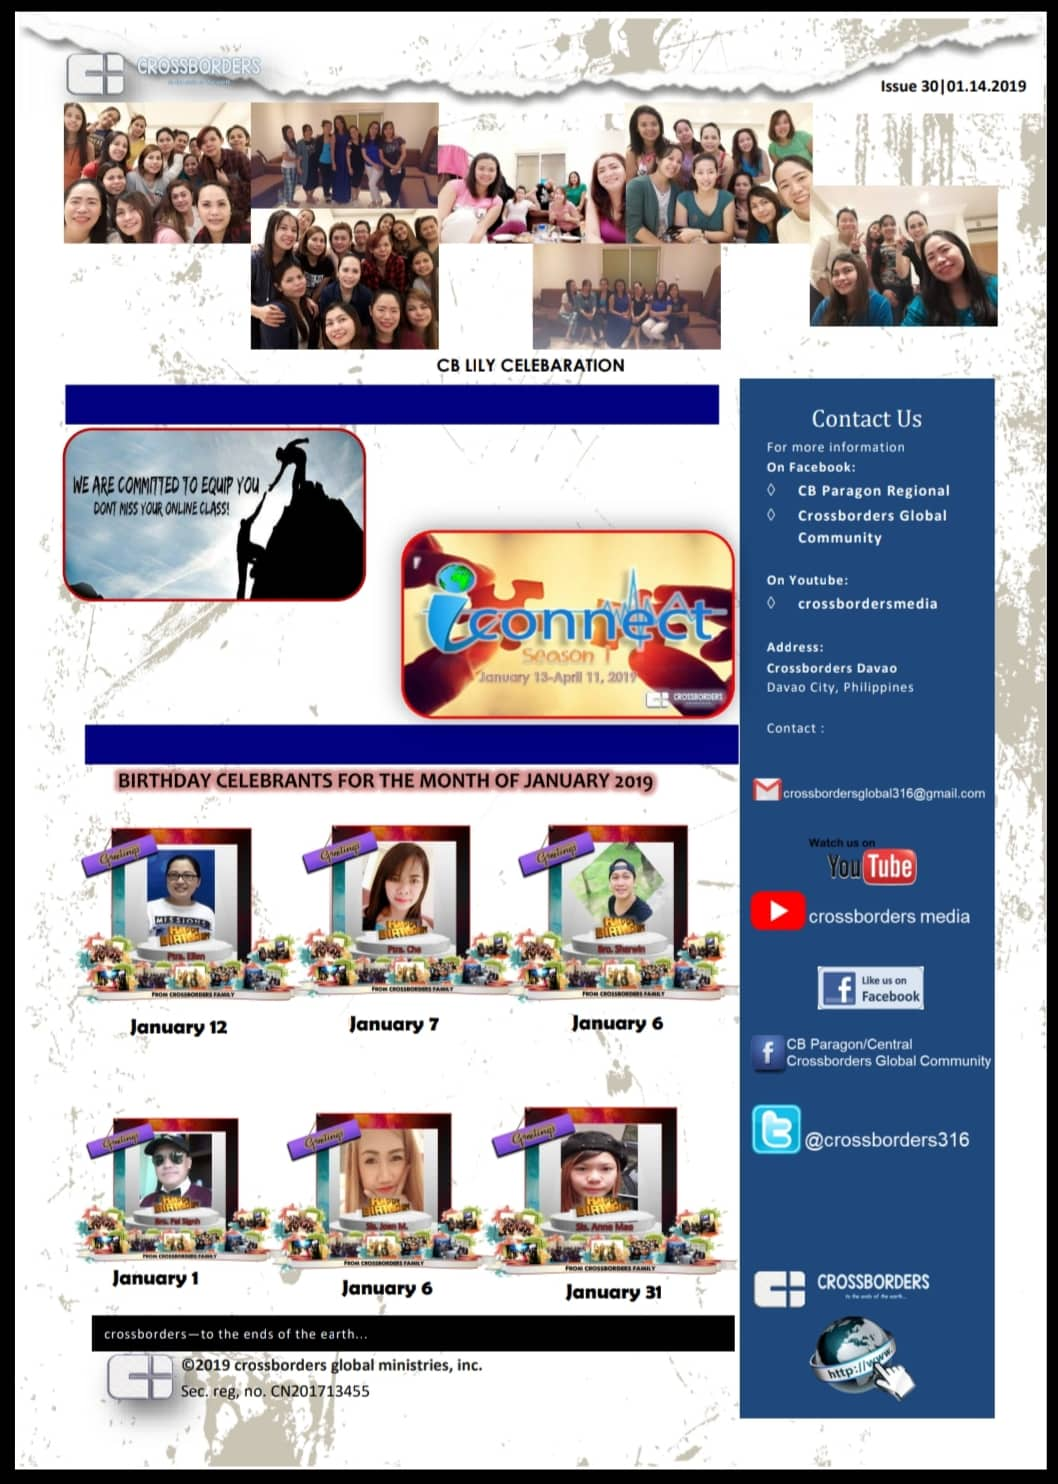 CROSSBORDERS
Issue 30|01.14.2019
CB LILY CELEBARATION
WE ARE COMMITTED TO EQUIP YOU
DONT MISS YOUR ONLINE CLASS!
iconnect
Season 1
January 13-April 11, 2019
CROSSBORDERS
BIRTHDAY CELEBRANTS FOR THE MONTH OF JANUARY 2019
Greetings
MISSIONS
HAPPY BIRTHDAY
Ptra. Ellen
FROM CROSSBORDERS FAMILY
January 12
Greetings
HAPPY BIRTHDAY
Ptra. Che
FROM CROSSBORDERS FAMILY
January 7
Greetings
HAPPY BIRTHDAY
Bro. Sherwin
FROM CROSSBORDERS FAMILY
January 6
Greetings
HAPPY BIRTHDAY
Bro. Pal Signh
FROM CROSSBORDERS FAMILY
January 1
Greetings
HAPPY BIRTHDAY
Sis. Joan M.
FROM CROSSBORDERS FAMILY
January 6
Greetings
HAPPY BIRTHDAY
Sis. Anne Mae
FROM CROSSBORDERS FAMILY
January 31
crossborders—to the ends of the earth...
©2019 crossborders global ministries, inc.
Sec. reg, no. CN201713455
Contact Us
For more information
On Facebook:
◊ CB Paragon Regional
◊ Crossborders Global
Community
On Youtube:
◊ crossbordersmedia
Address:
Crossborders Davao
Davao City, Philippines
Contact :
crossbordersglobal316@gmail.com
Watch us on
YouTube
crossborders media
Like us on
Facebook
CB Paragon/Central
Crossborders Global Community
@crossborders316
CROSSBORDERS
to the ends of the earth...
http://www.